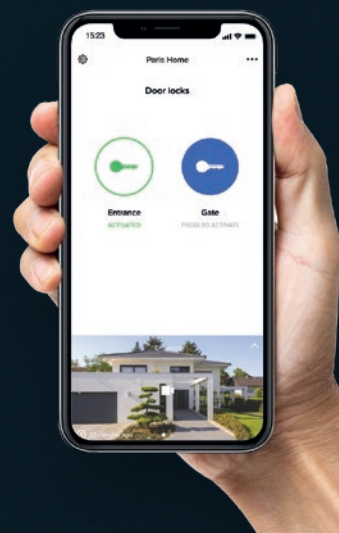 15:23
Paris Home
Door locks
Entrance
Gate
ACTIVATED
PRESS TO ACTIVATE